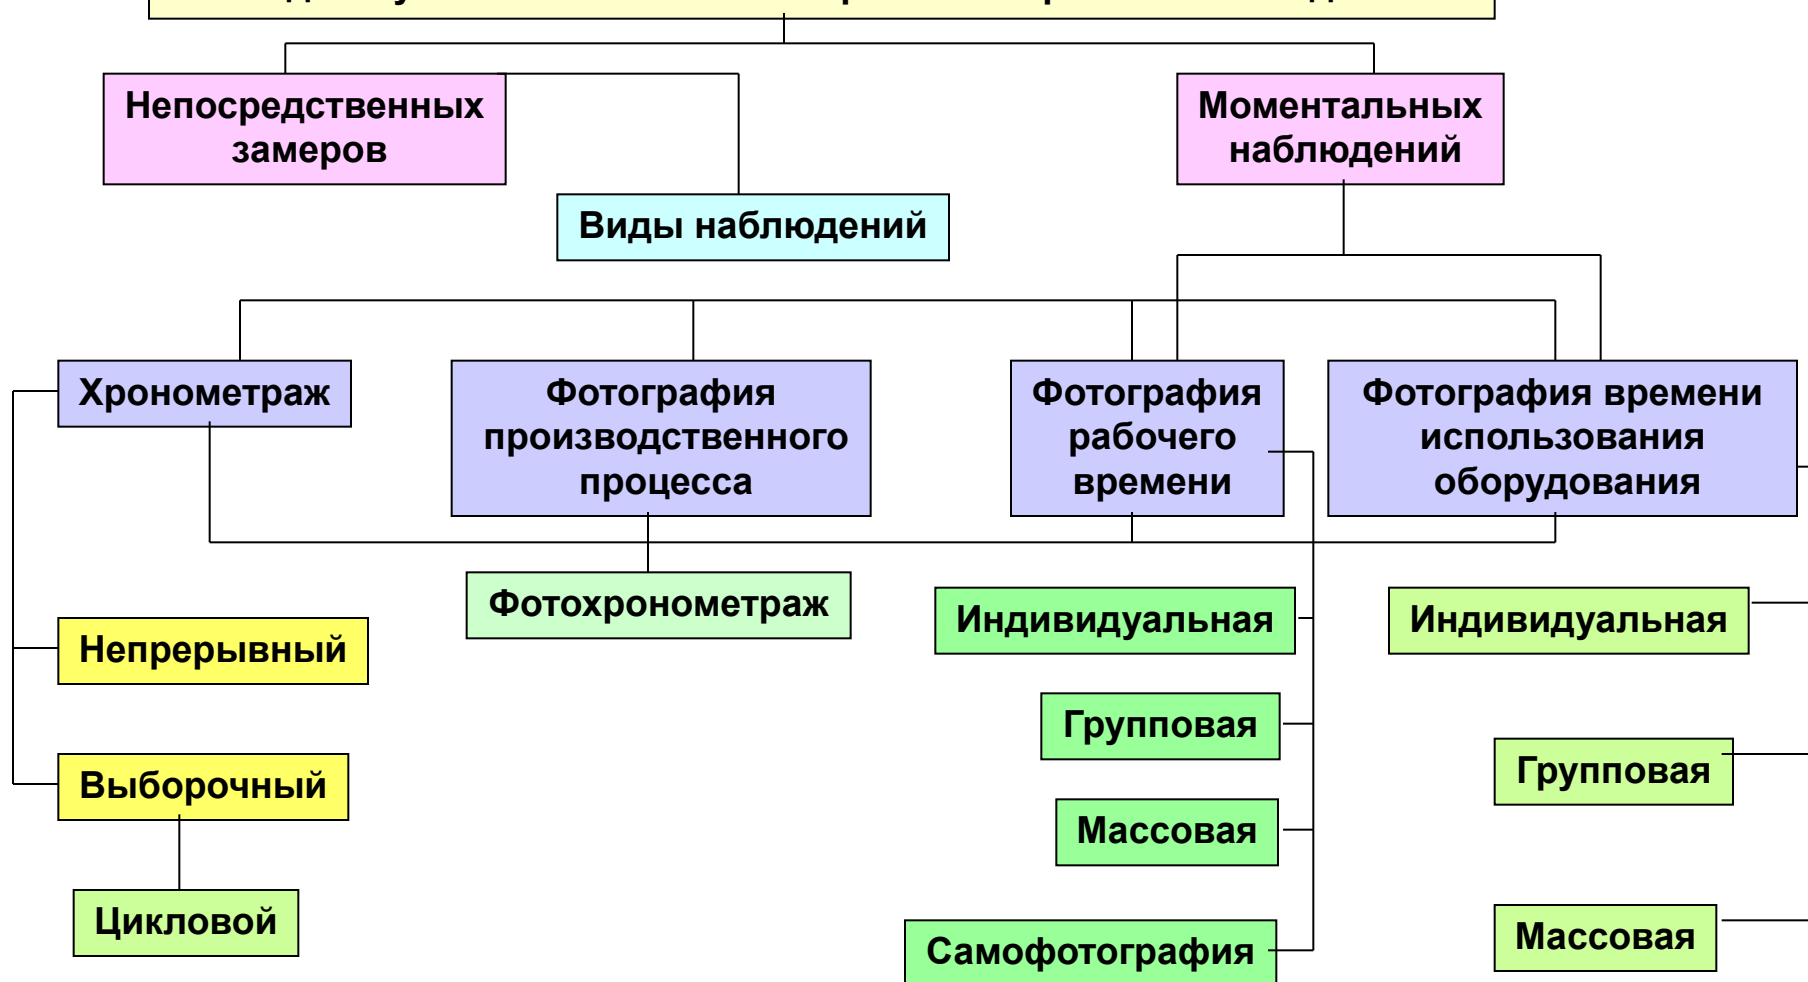 Непосредственных
замеров
Моментальных
наблюдений
Виды наблюдений
Хронометраж
Фотография
производственного
процесса
Фотография
рабочего
времени
Фотография времени
использования
оборудования
Фотохронометраж
Индивидуальная
Индивидуальная
Непрерывный
Групповая
Групповая
Выборочный
Массовая
Цикловой
Самофотография
Массовая